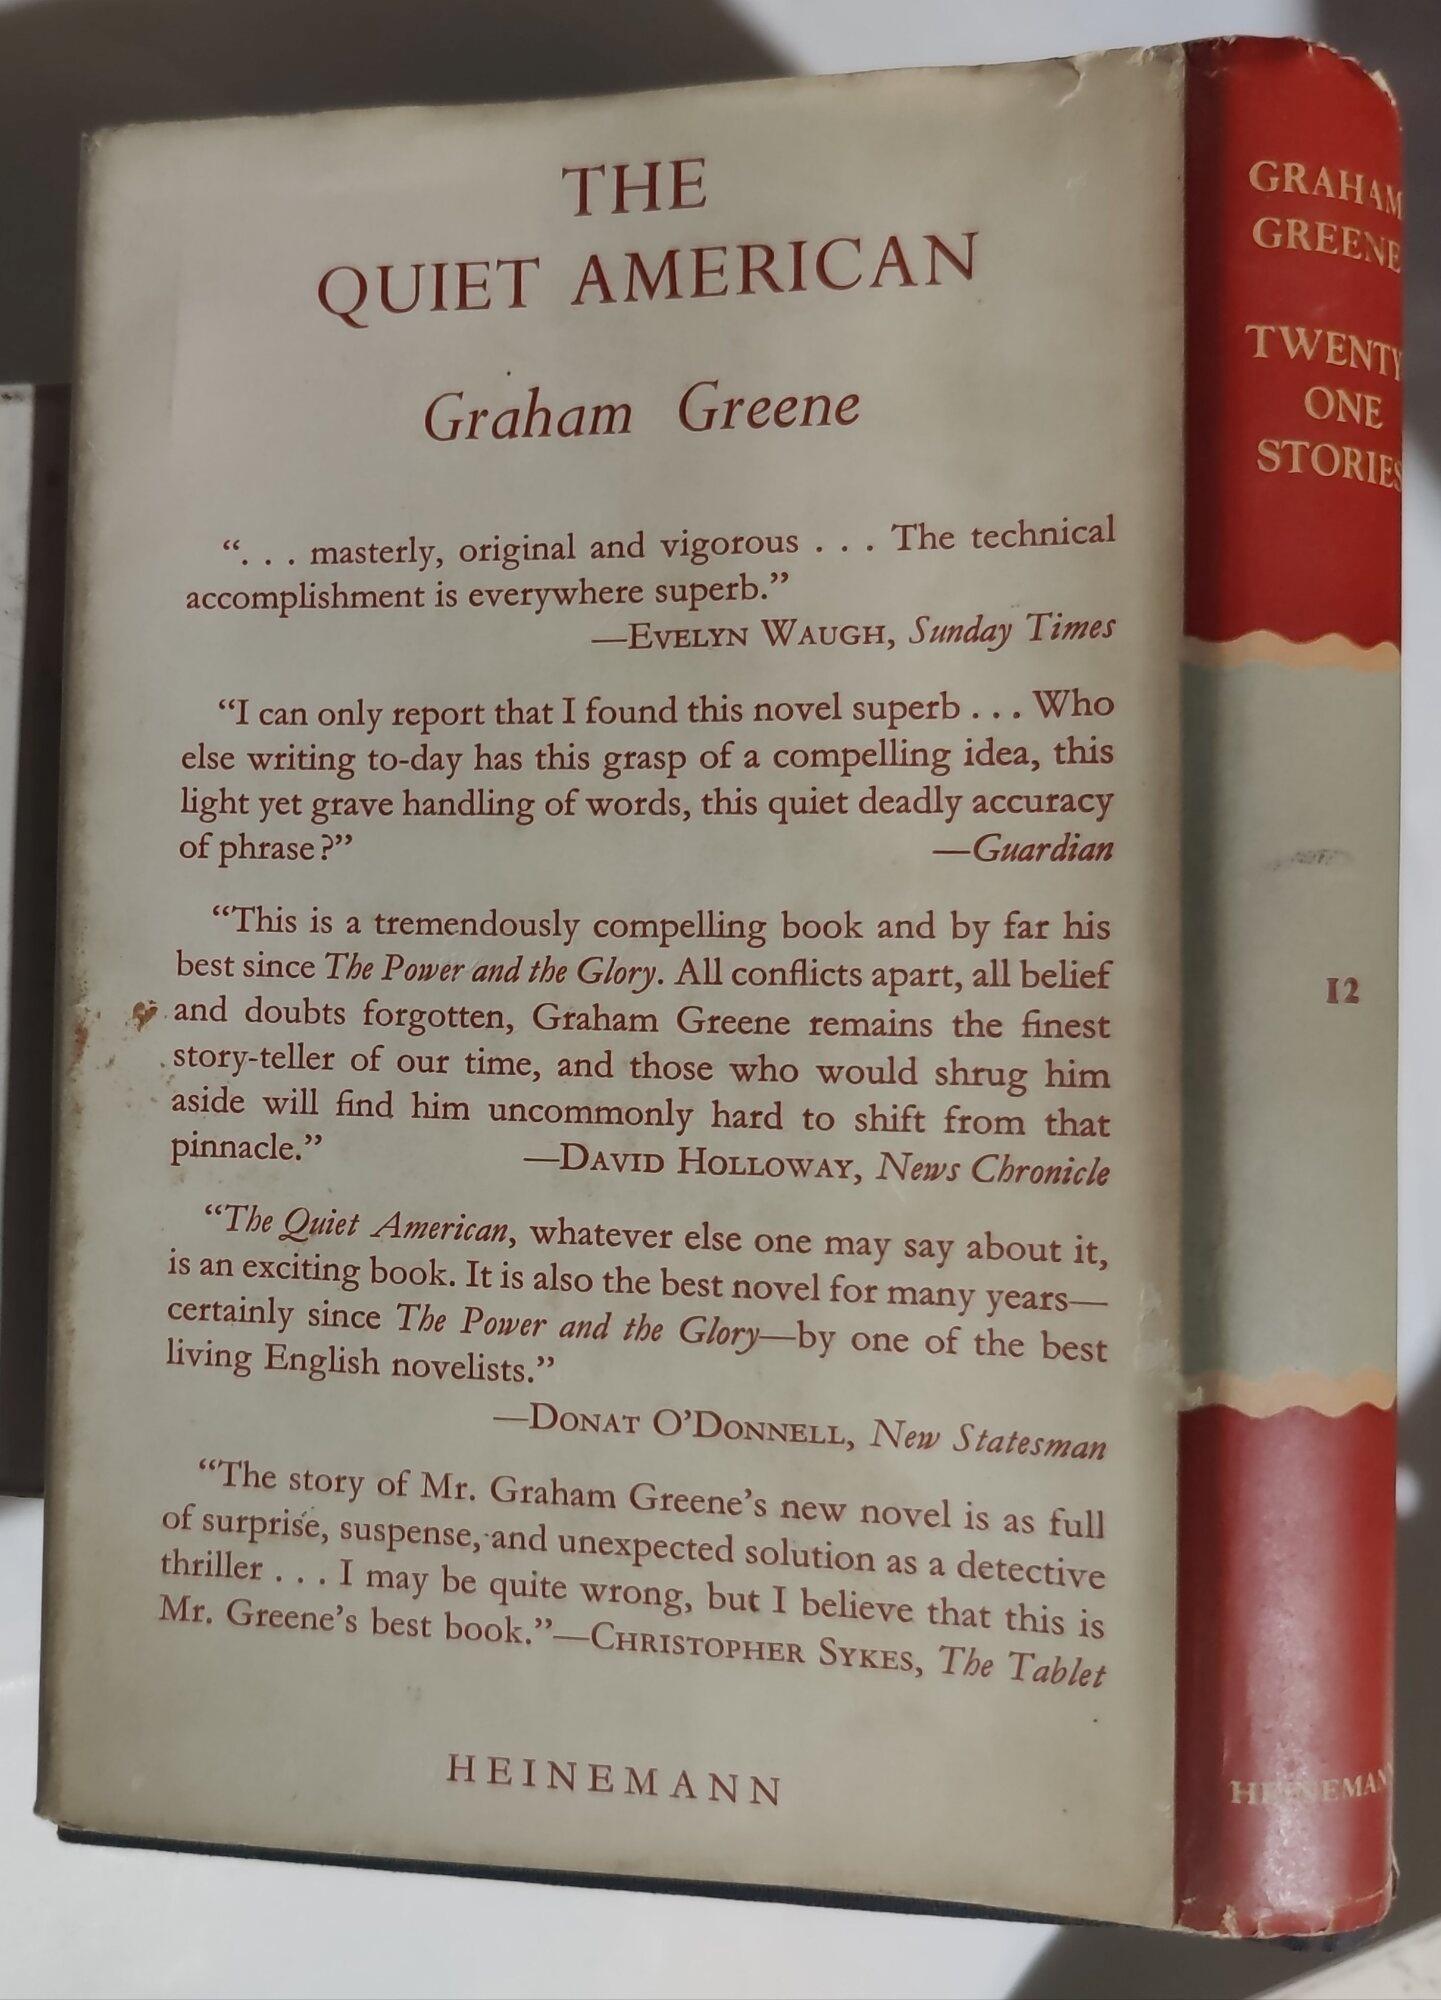 THE
QUIET AMERICAN
Graham Greene
“. . . masterly, original and vigorous . . . The technical
accomplishment is everywhere superb.”
—EVELYN WAUGH, Sunday Times
“I can only report that I found this novel superb . . . Who
else writing to-day has this grasp of a compelling idea, this
light yet grave handling of words, this quiet deadly accuracy
of phrase?” —Guardian
“This is a tremendously compelling book and by far his
best since The Power and the Glory. All conflicts apart, all belief
and doubts forgotten, Graham Greene remains the finest
story-teller of our time, and those who would shrug him
aside will find him uncommonly hard to shift from that
pinnacle.” —DAVID HOLLOWAY, News Chronicle
“The Quiet American, whatever else one may say about it,
is an exciting book. It is also the best novel for many years—
certainly since The Power and the Glory—by one of the best
living English novelists.”
—DONAT O’DONNELL, New Statesman
“The story of Mr. Graham Greene’s new novel is as full
of surprise, suspense, and unexpected solution as a detective
thriller . . . I may be quite wrong, but I believe that this is
Mr. Greene’s best book.”—CHRISTOPHER SYKES, The Tablet
HEINEMANN
GRAHAM
GREENE
TWENTY
ONE
STORIES
12
HEINEMANN